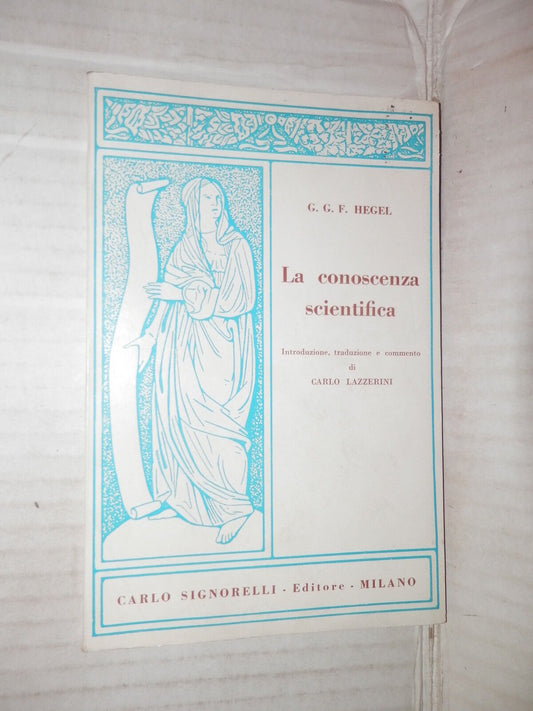 G. G. F. HEGEL
La conoscenza
scientifica
Introduzione, traduzione e commento
di
CARLO LAZZERINI
CARLO SIGNORELLI - Editore - MILANO